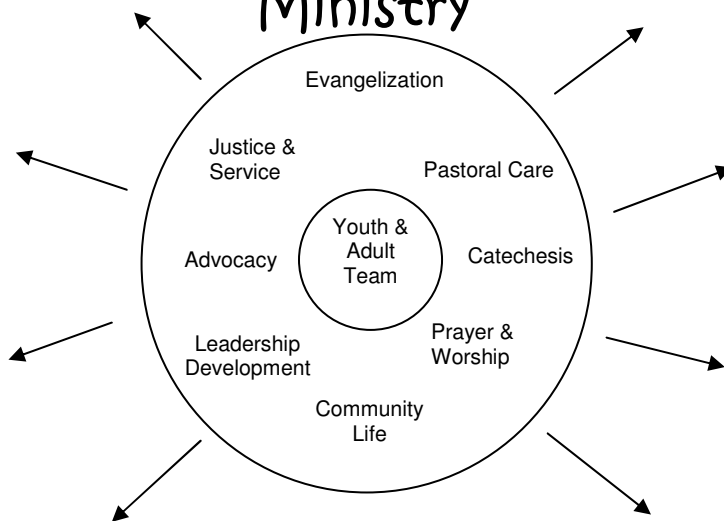 Ministry
Evangelization
Justice &
Service
Pastoral Care
Youth &
Adult
Team
Advocacy
Catechesis
Prayer &
Worship
Leadership
Development
Community
Life